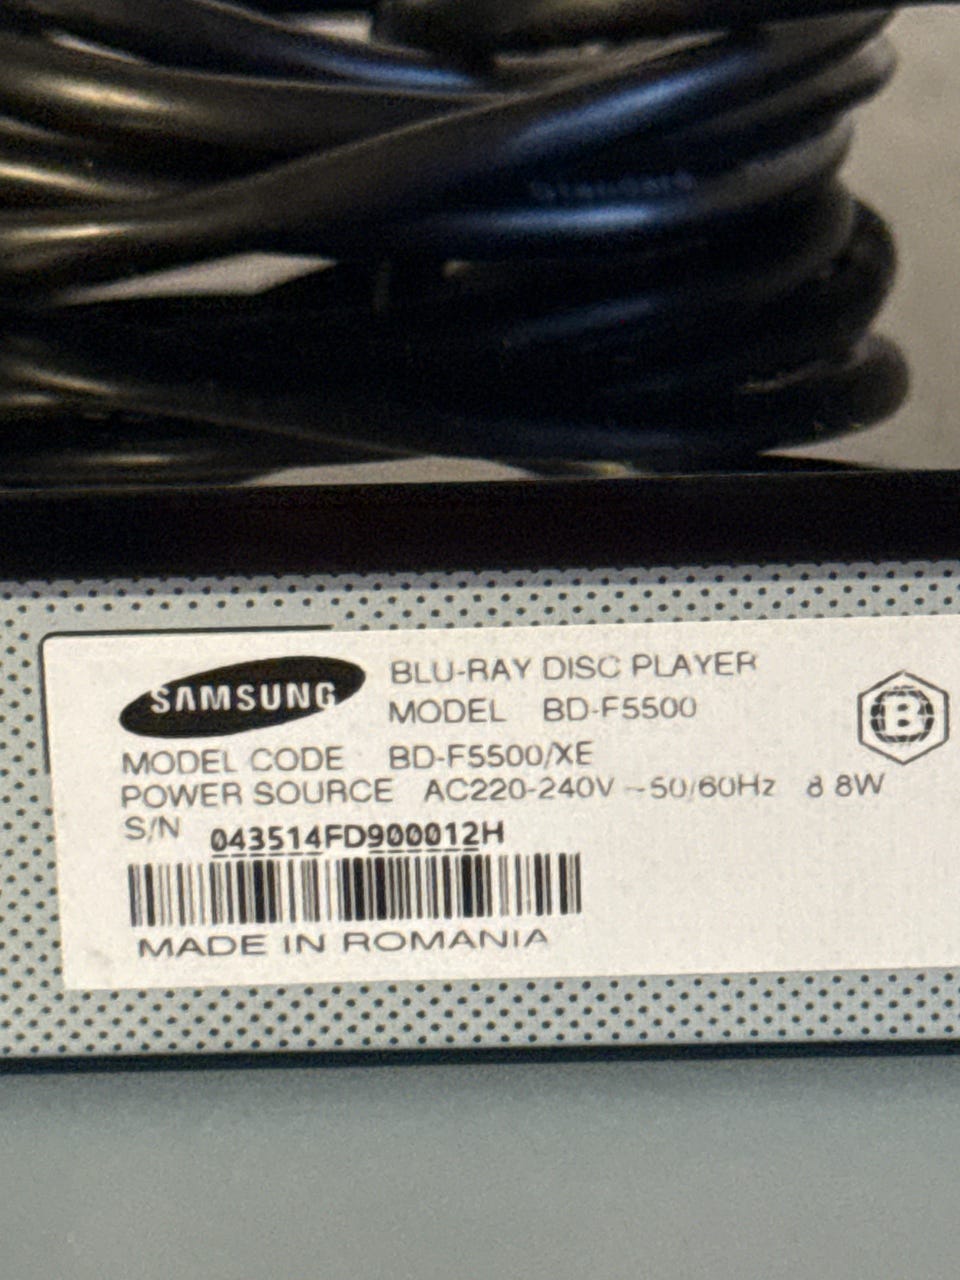 SAMSUNG
BLU-RAY DISC PLAYER
MODEL BD-F5500
MODEL CODE BD-F5500/XE
POWER SOURCE AC220-240V ~50/60Hz 8.8W
S/N 043514FD900012H
MADE IN ROMANIA
B